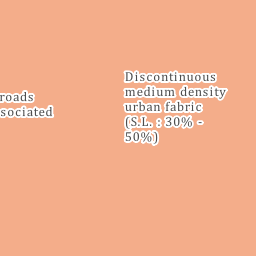 roads
sociated
Discontinuous
medium density
urban fabric
(S.L. : 30% -
50%)